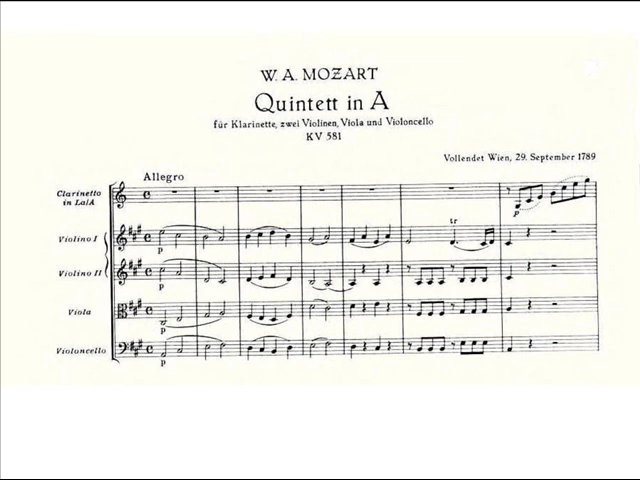 W. A. MOZART
Quintett in A
für Klarinette, zwei Violinen, Viola und Violoncello
KV 581
Vollendet Wien, 29. September 1789
Allegro
Clarinetto
in La/A
p
Violino I
tr
p
Violino II
p
Viola
p
Violoncello
p